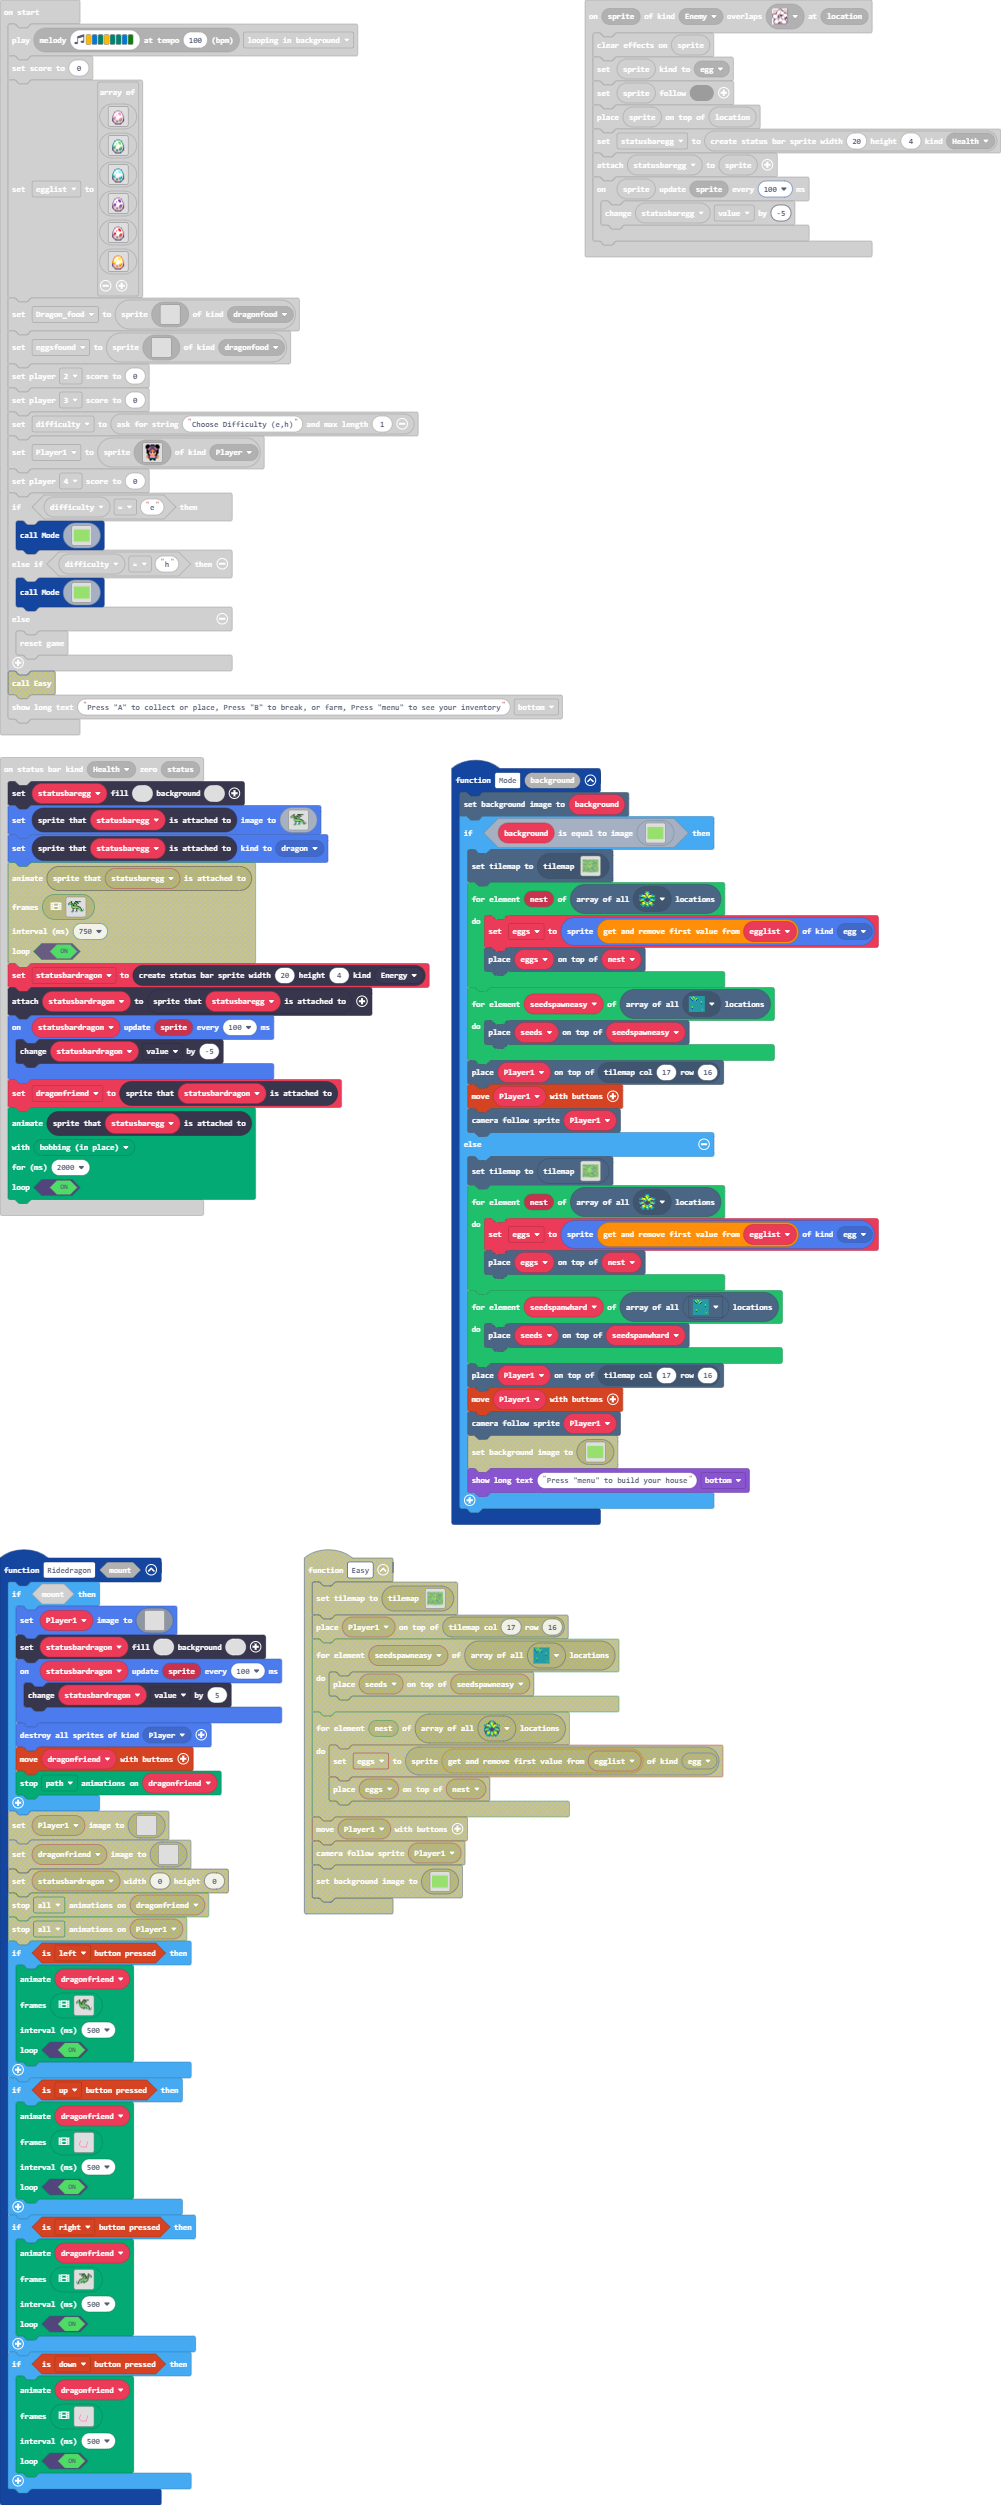 on start
play melody at tempo 100 (bpm) looping in background
set score to 0
set egglist to array of
set Dragon_food to sprite of kind dragonfood
set eggsfound to sprite of kind dragonfood
set player 2 score to 0
set player 3 score to 0
set difficulty to ask for string "Choose Difficulty (e,h)" and max length 1
set Player1 to sprite of kind Player
set player 4 score to 0
if difficulty = "e" then
call Mode
else if difficulty = "h" then
call Mode
else
reset game
call Easy
show long text "Press "A" to collect or place, Press "B" to break, or farm, Press "menu" to see your inventory" bottom
on sprite of kind Enemy overlaps at location
clear effects on sprite
set sprite kind to egg
set sprite follow
place sprite on top of location
set statusbaregg to create status bar sprite width 20 height 4 kind Health
attach statusbaregg to sprite
on sprite update sprite every 100 ms
change statusbaregg value by -5
on status bar kind Health zero status
set statusbaregg fill background
set sprite that statusbaregg is attached to image to
set sprite that statusbaregg is attached to kind to dragon
animate sprite that statusbaregg is attached to
frames
interval (ms) 750
loop ON
set statusbardragon to create status bar sprite width 20 height 4 kind Energy
attach statusbardragon to sprite that statusbaregg is attached to
on statusbardragon update sprite every 100 ms
change statusbardragon value by -5
set dragonfriend to sprite that statusbardragon is attached to
animate sprite that statusbaregg is attached to
with bobbing (in place)
for (ms) 2000
loop ON
function Mode background
set background image to background
if background is equal to image then
set tilemap to tilemap
for element nest of array of all locations
do set eggs to sprite get and remove first value from egglist of kind egg
place eggs on top of nest
for element seedspawneasy of array of all locations
do place seeds on top of seedspawneasy
place Player1 on top of tilemap col 17 row 16
move Player1 with buttons
camera follow sprite Player1
else
set tilemap to tilemap
for element nest of array of all locations
do set eggs to sprite get and remove first value from egglist of kind egg
place eggs on top of nest
for element seedspawnhard of array of all locations
do place seeds on top of seedspawnhard
place Player1 on top of tilemap col 17 row 16
move Player1 with buttons
camera follow sprite Player1
set background image to
show long text "Press "menu" to build your house" bottom
function Ridedragon mount
if mount then
set Player1 image to
set statusbardragon fill background
on statusbardragon update sprite every 100 ms
change statusbardragon value by 5
destroy all sprites of kind Player
move dragonfriend with buttons
stop path animations on dragonfriend
set Player1 image to
set dragonfriend image to
set statusbardragon width 0 height 0
stop all animations on dragonfriend
stop all animations on Player1
if is left button pressed then
animate dragonfriend
frames
interval (ms) 500
loop ON
if is up button pressed then
animate dragonfriend
frames
interval (ms) 500
loop ON
if is right button pressed then
animate dragonfriend
frames
interval (ms) 500
loop ON
if is down button pressed then
animate dragonfriend
frames
interval (ms) 500
loop ON
function Easy
set tilemap to tilemap
place Player1 on top of tilemap col 17 row 16
for element seedspawneasy of array of all locations
do place seeds on top of seedspawneasy
for element nest of array of all locations
do set eggs to sprite get and remove first value from egglist of kind egg
place eggs on top of nest
move Player1 with buttons
camera follow sprite Player1
set background image to